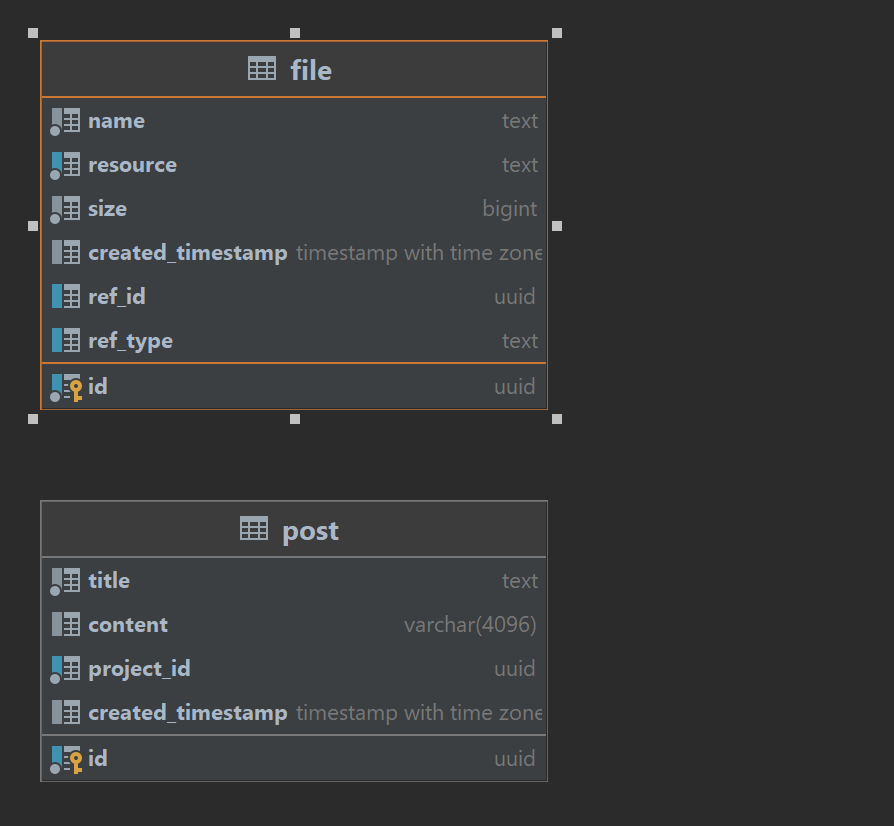 file
name text
resource text
size bigint
created_timestamp timestamp with time zone
ref_id uuid
ref_type text
id uuid
post
title text
content varchar(4096)
project_id uuid
created_timestamp timestamp with time zone
id uuid